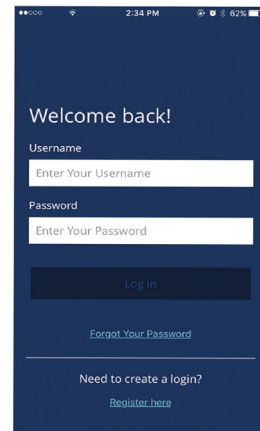 2:34 PM
62%
Welcome back!
Username
Enter Your Username
Password
Enter Your Password
Log in
Forgot Your Password
Need to create a login?
Register here